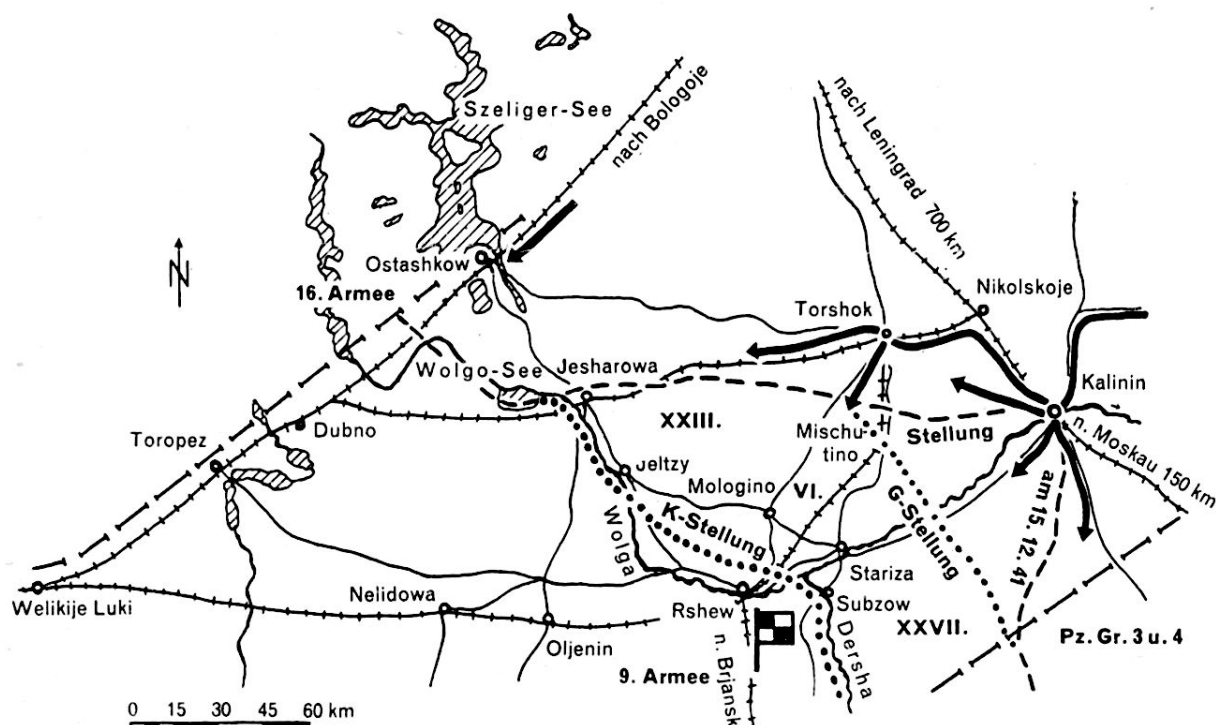 Szeliger-See
nach Bologoje
nach Leningrad 700 km
N
Ostashkow
16. Armee
Torshok
Nikolskoje
Wolgo-See
Jesharowa
Kalinin
XXIII.
Stellung
n. Moskau 150 km
Toropez
Dubno
Mischu-
tino
Jeltzy
Mologino
VI.
K-Stellung
G-Stellung
am 15. 12. 41
Wolga
Stariza
Welikije Luki
Nelidowa
Oljenin
Rshew
Subzow
XXVII.
Pz. Gr. 3 u. 4
9. Armee
n. Brjansk
Dersha
0 15 30 45 60 km